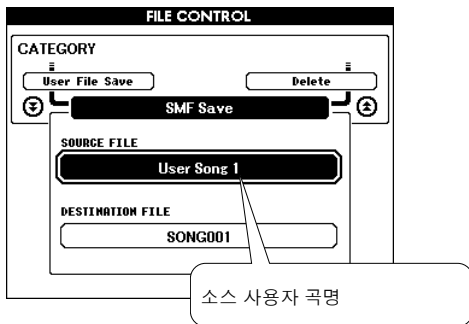 FILE CONTROL
CATEGORY
User File Save
Delete
SMF Save
SOURCE FILE
User Song 1
DESTINATION FILE
SONG001
소스 사용자 곡명